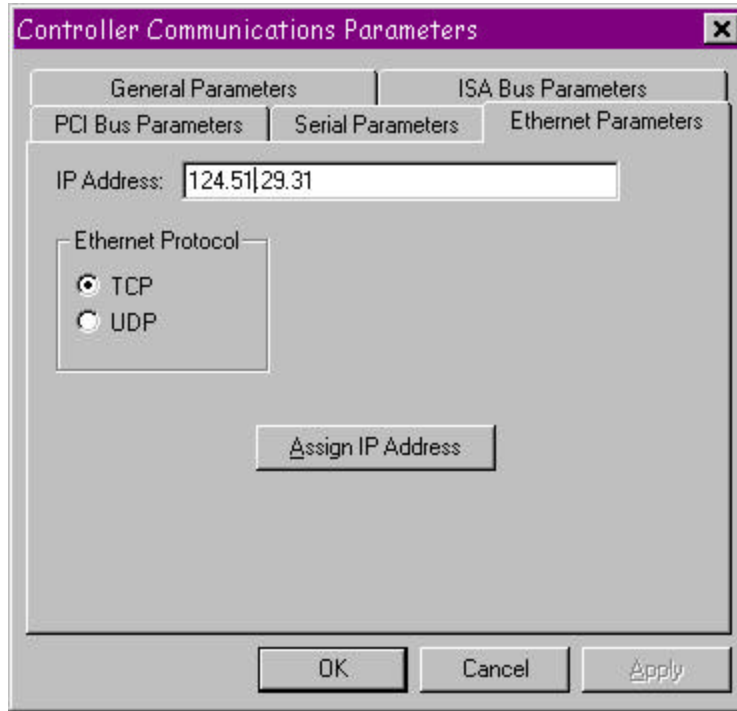 Controller Communications Parameters
General Parameters
ISA Bus Parameters
PCI Bus Parameters
Serial Parameters
Ethernet Parameters
IP Address: 124.51.29.31
Ethernet Protocol
TCP
UDP
Assign IP Address
OK
Cancel
Apply